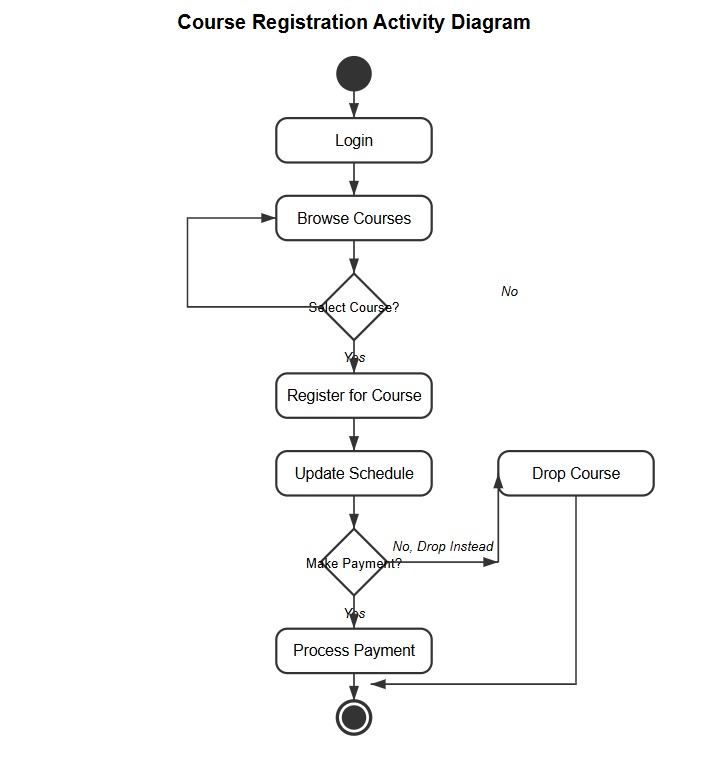 Course Registration Activity Diagram
Login
Browse Courses
Select Course?
No
Yes
Register for Course
Update Schedule
Drop Course
No, Drop Instead
Make Payment?
Yes
Process Payment